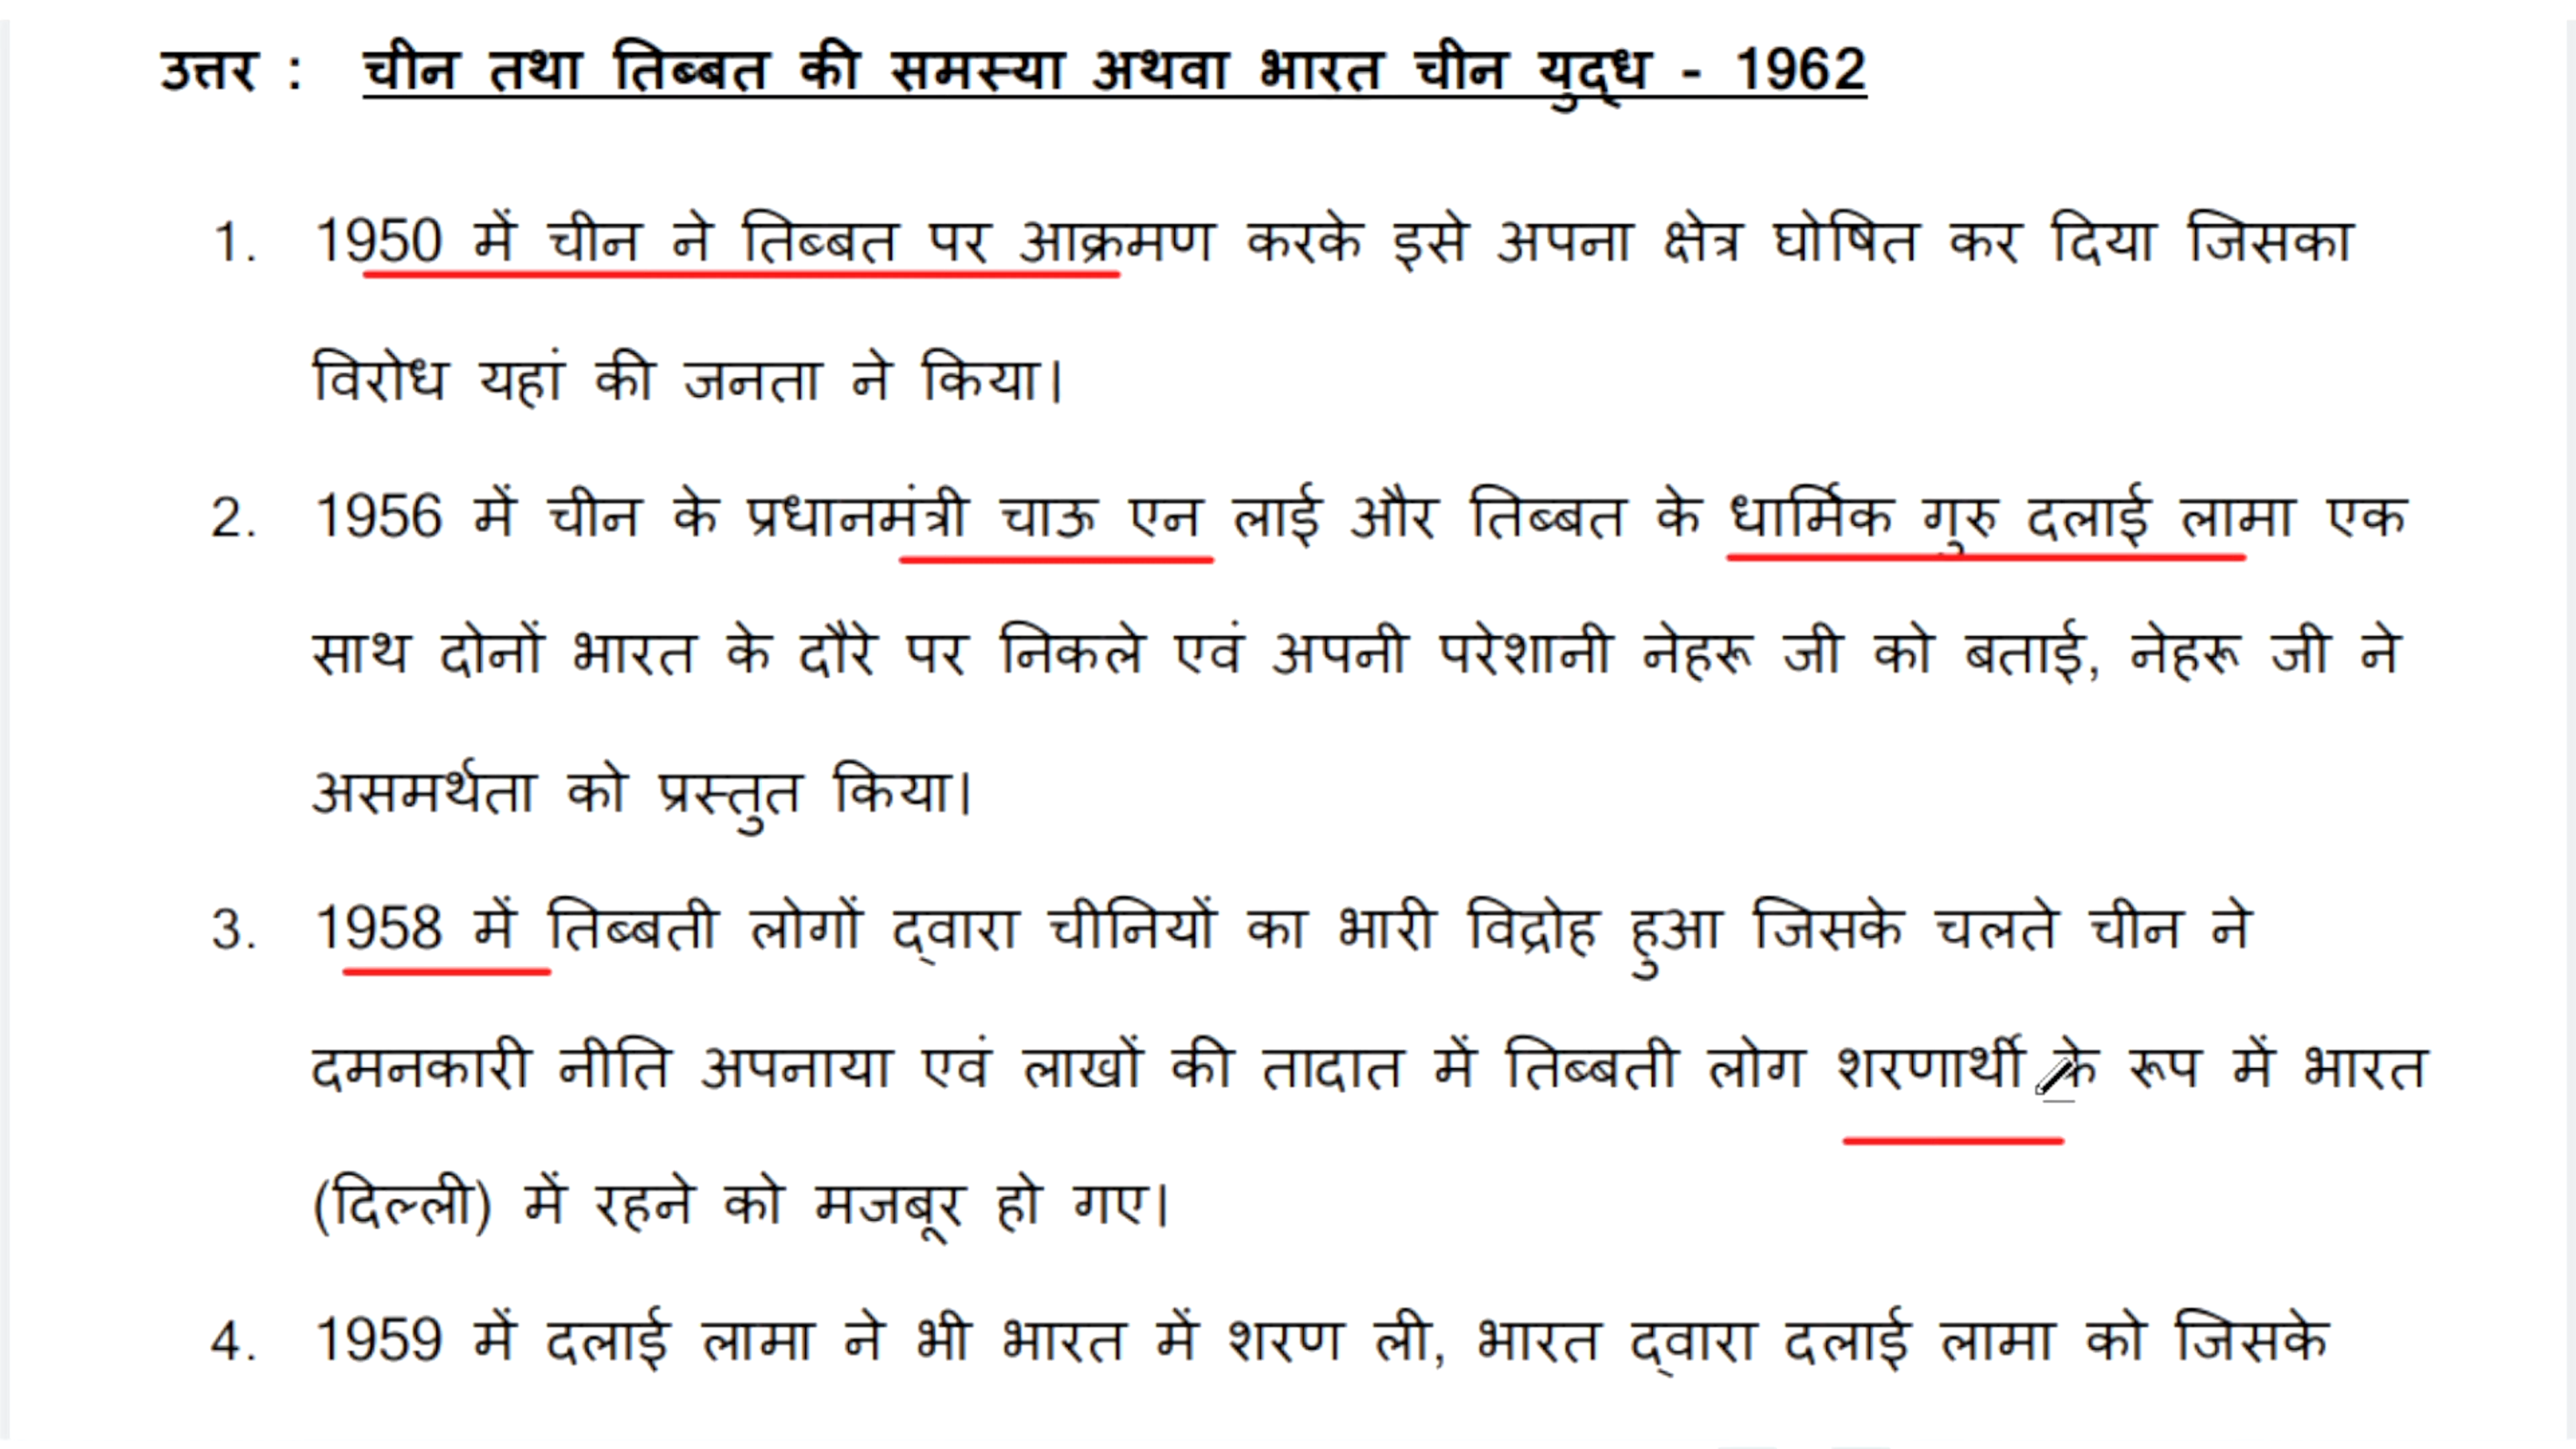 उत्तर : चीन तथा तिब्बत की समस्या अथवा भारत चीन युद्ध - 1962
1. 1950 में चीन ने तिब्बत पर आक्रमण करके इसे अपना क्षेत्र घोषित कर दिया जिसका
विरोध यहां की जनता ने किया।
2. 1956 में चीन के प्रधानमंत्री चाऊ एन लाई और तिब्बत के धार्मिक गुरु दलाई लामा एक
साथ दोनों भारत के दौरे पर निकले एवं अपनी परेशानी नेहरू जी को बताई, नेहरू जी ने
असमर्थता को प्रस्तुत किया।
3. 1958 में तिब्बती लोगों द्वारा चीनियों का भारी विद्रोह हुआ जिसके चलते चीन ने
दमनकारी नीति अपनाया एवं लाखों की तादात में तिब्बती लोग शरणार्थी के रूप में भारत
(दिल्ली) में रहने को मजबूर हो गए।
4. 1959 में दलाई लामा ने भी भारत में शरण ली, भारत द्वारा दलाई लामा को जिसके